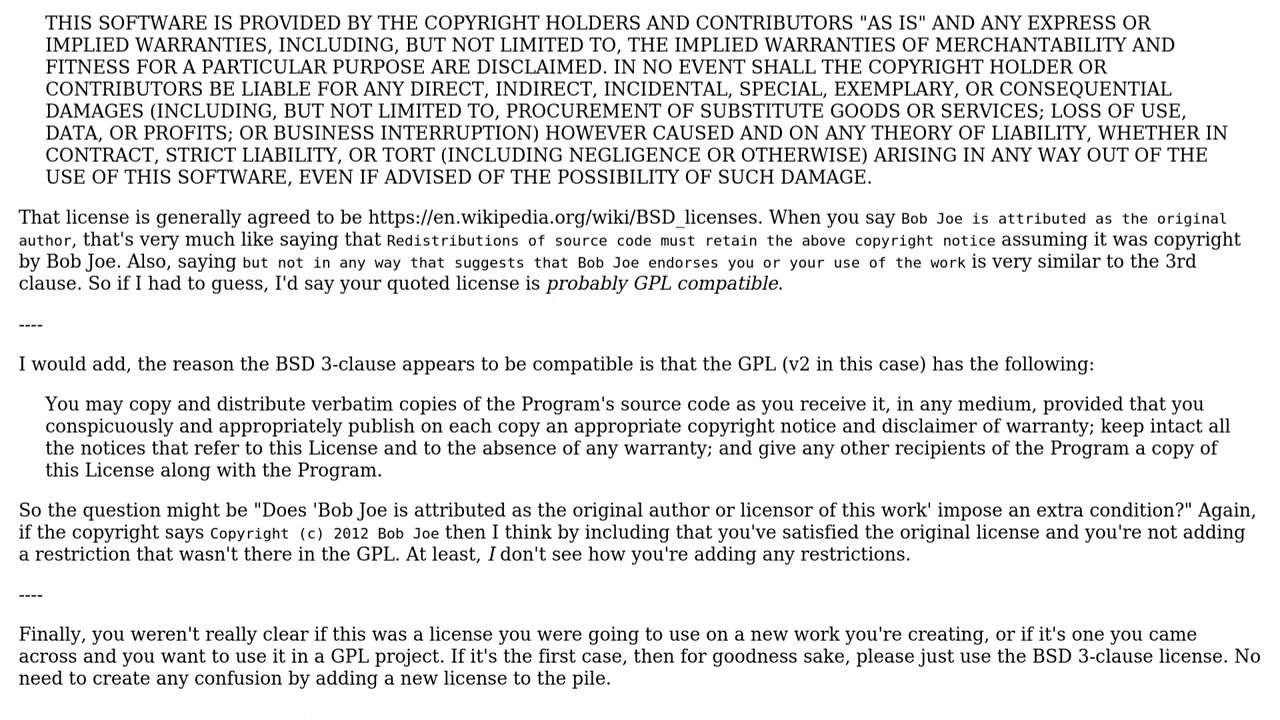 THIS SOFTWARE IS PROVIDED BY THE COPYRIGHT HOLDERS AND CONTRIBUTORS "AS IS" AND ANY EXPRESS OR
IMPLIED WARRANTIES, INCLUDING, BUT NOT LIMITED TO, THE IMPLIED WARRANTIES OF MERCHANTABILITY AND
FITNESS FOR A PARTICULAR PURPOSE ARE DISCLAIMED. IN NO EVENT SHALL THE COPYRIGHT HOLDER OR
CONTRIBUTORS BE LIABLE FOR ANY DIRECT, INDIRECT, INCIDENTAL, SPECIAL, EXEMPLARY, OR CONSEQUENTIAL
DAMAGES (INCLUDING, BUT NOT LIMITED TO, PROCUREMENT OF SUBSTITUTE GOODS OR SERVICES; LOSS OF USE,
DATA, OR PROFITS; OR BUSINESS INTERRUPTION) HOWEVER CAUSED AND ON ANY THEORY OF LIABILITY, WHETHER IN
CONTRACT, STRICT LIABILITY, OR TORT (INCLUDING NEGLIGENCE OR OTHERWISE) ARISING IN ANY WAY OUT OF THE
USE OF THIS SOFTWARE, EVEN IF ADVISED OF THE POSSIBILITY OF SUCH DAMAGE.
That license is generally agreed to be https://en.wikipedia.org/wiki/BSD_licenses. When you say Bob Joe is attributed as the original
author, that's very much like saying that Redistributions of source code must retain the above copyright notice assuming it was copyright
by Bob Joe. Also, saying but not in any way that suggests that Bob Joe endorses you or your use of the work is very similar to the 3rd
clause. So if I had to guess, I'd say your quoted license is probably GPL compatible.
----
I would add, the reason the BSD 3-clause appears to be compatible is that the GPL (v2 in this case) has the following:
You may copy and distribute verbatim copies of the Program's source code as you receive it, in any medium, provided that you
conspicuously and appropriately publish on each copy an appropriate copyright notice and disclaimer of warranty; keep intact all
the notices that refer to this License and to the absence of any warranty; and give any other recipients of the Program a copy of
this License along with the Program.
So the question might be "Does 'Bob Joe is attributed as the original author or licensor of this work' impose an extra condition?" Again,
if the copyright says Copyright (c) 2012 Bob Joe then I think by including that you've satisfied the original license and you're not adding
a restriction that wasn't there in the GPL. At least, I don't see how you're adding any restrictions.
----
Finally, you weren't really clear if this was a license you were going to use on a new work you're creating, or if it's one you came
across and you want to use it in a GPL project. If it's the first case, then for goodness sake, please just use the BSD 3-clause license. No
need to create any confusion by adding a new license to the pile.